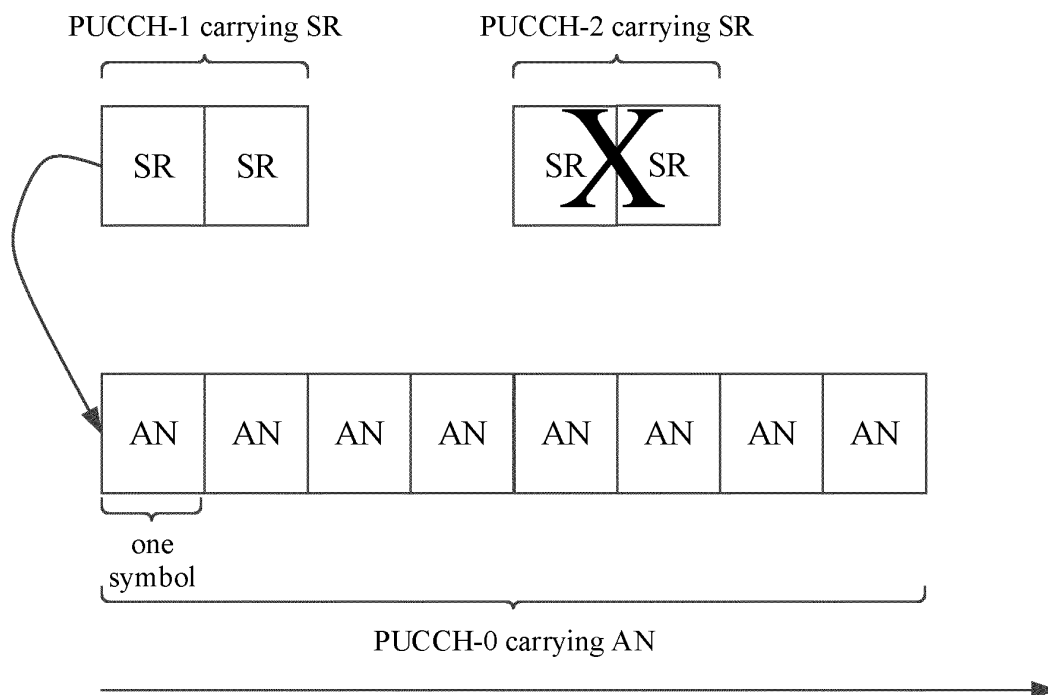 PUCCH-1 carrying SR
PUCCH-2 carrying SR
SR SR
SR X SR
AN AN AN AN AN AN AN AN
one
symbol
PUCCH-0 carrying AN